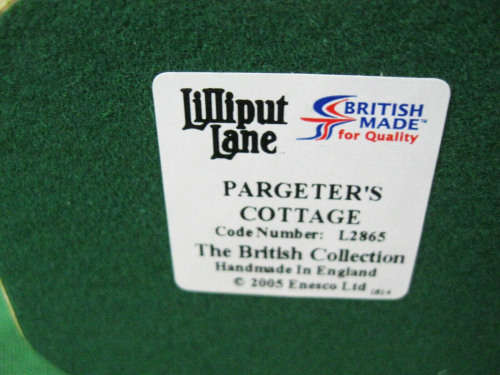 Lilliput
Lane
BRITISH
MADE™
for Quality
PARGETER'S
COTTAGE
Code Number: L2865
The British Collection
Handmade In England
© 2005 Enesco Ltd